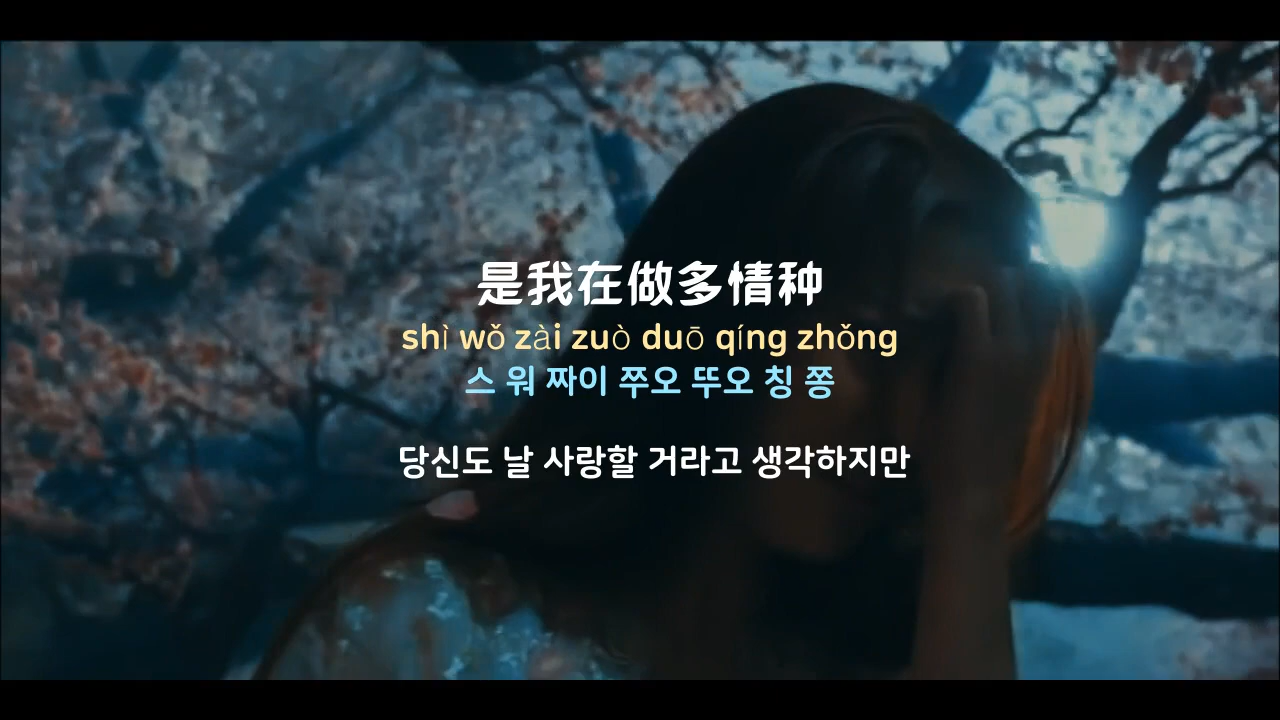 是我在做多情种
shì wǒ zài zuò duō qíng zhǒng
스 워 짜이 쭈오 뚜오 칭 쫑
당신도 날 사랑할 거라고 생각하지만